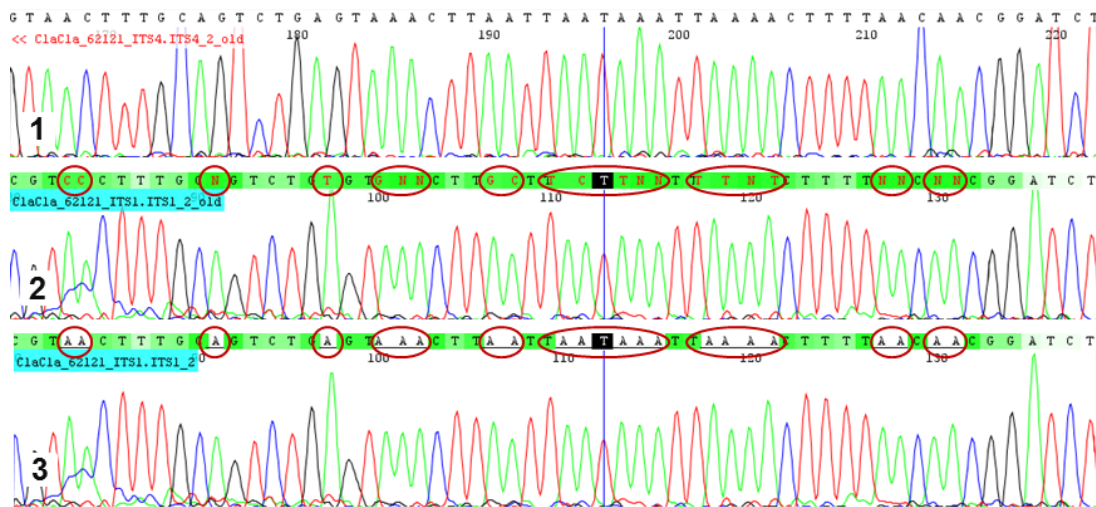 G T A A C T T T G C A G T C T G A G T A A A C T T A A T T A A T A A A T T A A A A C T T T T A A C A A C G G A T C T
180 190 200 210 220
<< ClaCla_62121_ITS4.ITS4_2_old
1
C G T C C C T T T G C N G T C T G T G T G N N C T T G C T C T T N N T T N T C T T T T N N C N N C G G A T C T
100 110 120 130
ClaCla_62121_ITS1.ITS1_2_old
2
C G T A A C T T T G C A G T C T G A G T A A A C T T A A T T A A T A A A T T A A A A C T T T T A A C A A C G G A T C T
100 110 120 130
ClaCla_62121_ITS1.ITS1_2
3